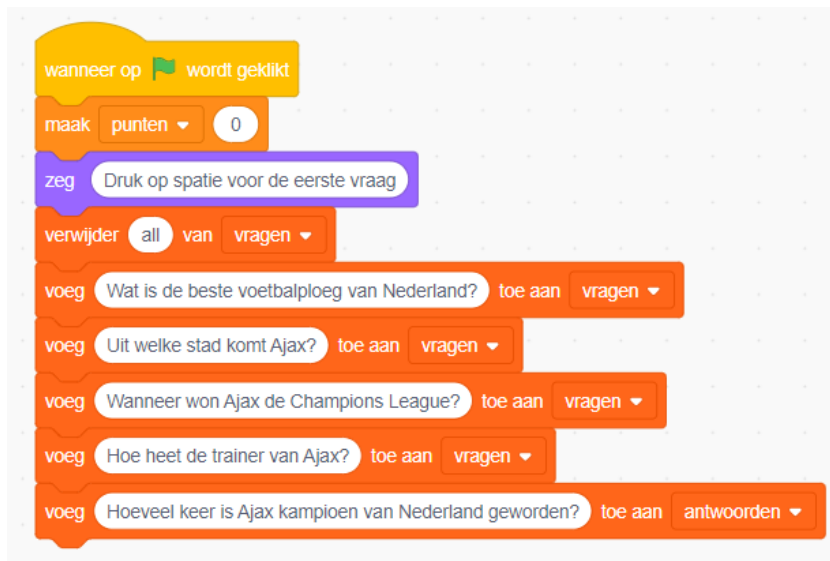 wanneer op wordt geklikt
maak punten 0
zeg Druk op spatie voor de eerste vraag
verwijder all van vragen
voeg Wat is de beste voetbalploeg van Nederland? toe aan vragen
voeg Uit welke stad komt Ajax? toe aan vragen
voeg Wanneer won Ajax de Champions League? toe aan vragen
voeg Hoe heet de trainer van Ajax? toe aan vragen
voeg Hoeveel keer is Ajax kampioen van Nederland geworden? toe aan antwoorden